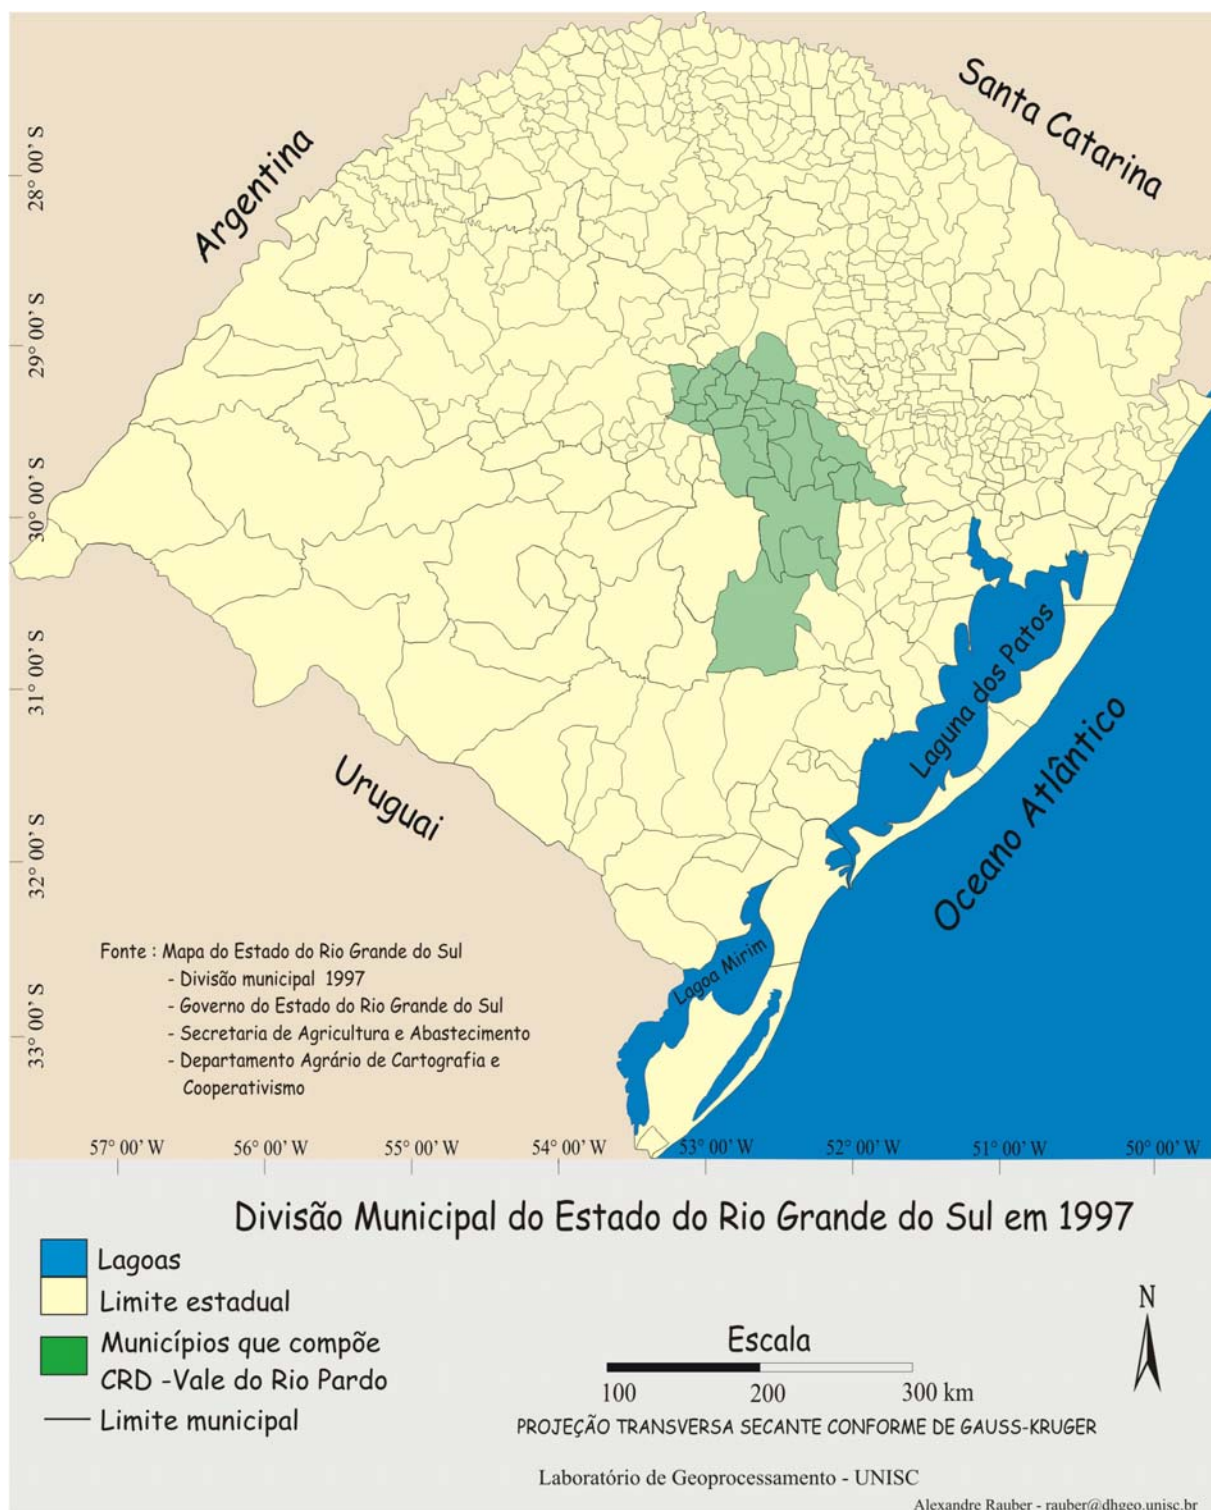 Santa Catarina
Argentina
28° 00' S
29° 00' S
30° 00' S
31° 00' S
32° 00' S
33° 00' S
Laguna dos Patos
Oceano Atlântico
Uruguai
Lagoa Mirim
Fonte : Mapa do Estado do Rio Grande do Sul
- Divisão municipal 1997
- Governo do Estado do Rio Grande do Sul
- Secretaria de Agricultura e Abastecimento
- Departamento Agrário de Cartografia e
Cooperativismo
57° 00' W 56° 00' W 55° 00' W 54° 00' W 53° 00' W 52° 00' W 51° 00' W 50° 00' W
Divisão Municipal do Estado do Rio Grande do Sul em 1997
Lagoas
Limite estadual
Municípios que compõe
CRD -Vale do Rio Pardo
Limite municipal
N
Escala
100 200 300 km
PROJEÇÃO TRANSVERSA SECANTE CONFORME DE GAUSS-KRUGER
Laboratório de Geoprocessamento - UNISC
Alexandre Rauber - rauber@dhgeo.unisc.br